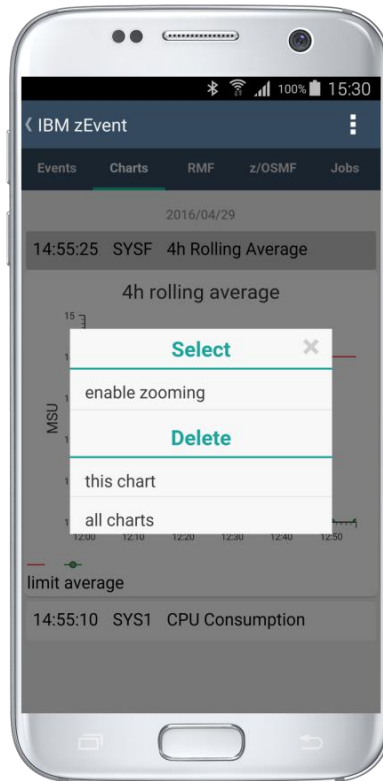 100% 15:30
IBM zEvent
Events Charts RMF z/OSMF Jobs
2016/04/29
14:55:25 SYSF 4h Rolling Average
4h rolling average
15
Select
enable zooming
MSU
Delete
this chart
all charts
12:00 12:10 12:20 12:30 12:40 12:50
limit average
14:55:10 SYS1 CPU Consumption